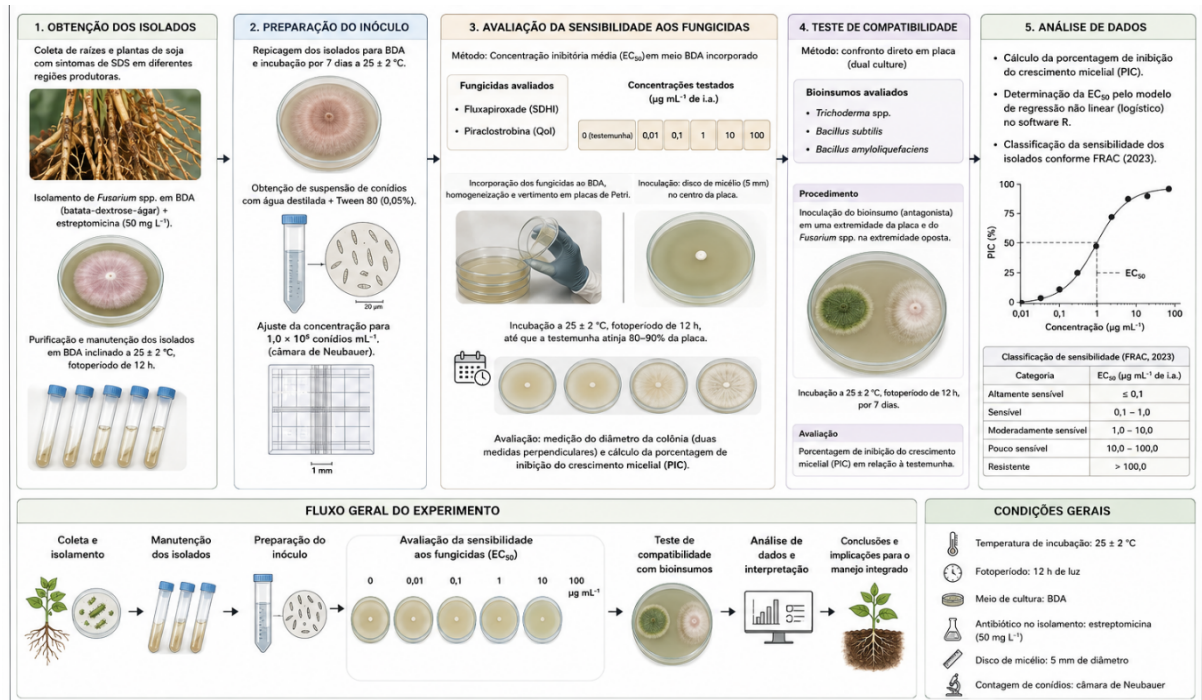 1. OBTENÇÃO DOS ISOLADOS
Coleta de raízes e plantas de soja
com sintomas de SDS em diferentes
regiões produtoras.
Isolamento de Fusarium spp. em BDA
(batata-dextrose-ágar) +
estreptomicina (50 mg L⁻¹).
Purificação e manutenção dos isolados
em BDA inclinado a 25 ± 2 °C,
fotoperíodo de 12 h.
2. PREPARAÇÃO DO INÓCULO
Repicagem dos isolados para BDA
e incubação por 7 dias a 25 ± 2 °C.
Obtenção de suspensão de conídios
com água destilada + Tween 80 (0,05%).
20 µm
Ajuste da concentração para
1,0 × 10⁶ conídios mL⁻¹.
(câmara de Neubauer).
1 mm
3. AVALIAÇÃO DA SENSIBILIDADE AOS FUNGICIDAS
Método: Concentração inibitória média (EC₅₀)em meio BDA incorporado
Fungicidas avaliados
• Fluxapiroxade (SDHI)
• Piraclostrobina (QoI)
Concentrações testados
(µg mL⁻¹ de i.a.)
0 (testemunha) 0,01 0,1 1 10 100
Incorporação dos fungicidas ao BDA,
homogeneização e vertimento em placas de Petri.
Inoculação: disco de micélio (5 mm)
no centro da placa.
Incubação a 25 ± 2 °C, fotoperíodo de 12 h,
até que a testemunha atinja 80–90% da placa.
Avaliação: medição do diâmetro da colônia (duas
medidas perpendiculares) e cálculo da porcentagem de
inibição do crescimento micelial (PIC).
4. TESTE DE COMPATIBILIDADE
Método: confronto direto em placa
(dual culture)
Bioinsumos avaliados
• Trichoderma spp.
• Bacillus subtilis
• Bacillus amyloliquefaciens
Procedimento
Inoculação do bioinsumo (antagonista)
em uma extremidade da placa e do
Fusarium spp. na extremidade oposta.
Incubação a 25 ± 2 °C, fotoperíodo de 12 h,
por 7 dias.
Avaliação
Porcentagem de inibição do crescimento
micelial (PIC) em relação à testemunha.
5. ANÁLISE DE DADOS
• Cálculo da porcentagem de inibição
do crescimento micelial (PIC).
• Determinação da EC₅₀ pelo modelo
de regressão não linear (logístico)
no software R.
• Classificação da sensibilidade dos
isolados conforme FRAC (2023).
PIC (%)
100
75
50
25
0
EC₅₀
0,01 0,1 1 10 100
Concentração (µg mL⁻¹)
Classificação de sensibilidade (FRAC, 2023)
Categoria EC₅₀ (µg mL⁻¹ de i.a.)
Altamente sensível ≤ 0,1
Sensível 0,1 – 1,0
Moderadamente sensível 1,0 – 10,0
Pouco sensível 10,0 – 100,0
Resistente > 100,0
FLUXO GERAL DO EXPERIMENTO
Coleta e
isolamento
Manutenção
dos isolados
Preparação do
inóculo
Avaliação da sensibilidade
aos fungicidas (EC₅₀)
0 0,01 0,1 1 10 100
µg mL⁻¹
Teste de
compatibilidade
com bioinsumos
Análise de
dados e
interpretação
Conclusões e
implicações para o
manejo integrado
CONDIÇÕES GERAIS
Temperatura de incubação: 25 ± 2 °C
Fotoperíodo: 12 h de luz
Meio de cultura: BDA
Antibiótico no isolamento: estreptomicina
(50 mg L⁻¹)
Disco de micélio: 5 mm de diâmetro
Contagem de conídios: câmara de Neubauer